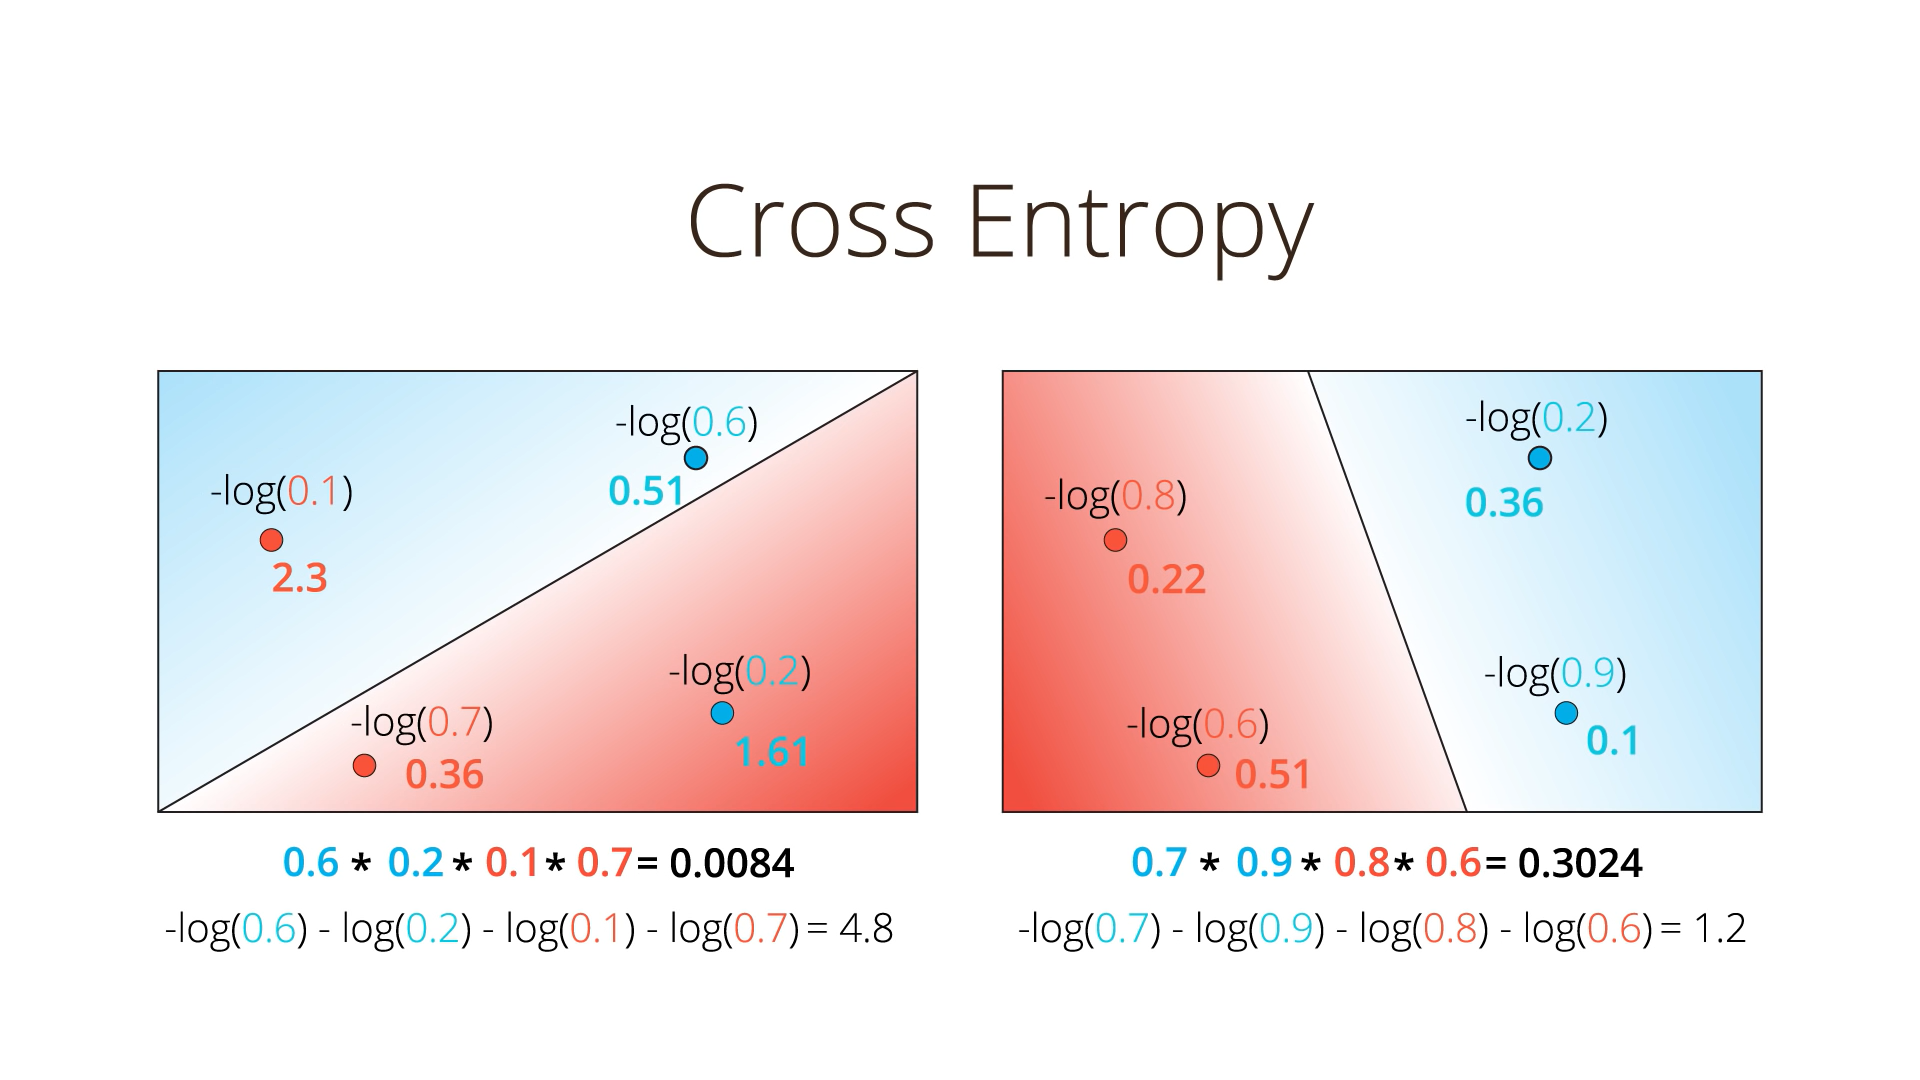 Cross Entropy
-log(0.6)
0.51
-log(0.1)
2.3
-log(0.2)
1.61
-log(0.7)
0.36
0.6 * 0.2 * 0.1 * 0.7 = 0.0084
-log(0.6) - log(0.2) - log(0.1) - log(0.7) = 4.8
-log(0.2)
0.36
-log(0.8)
0.22
-log(0.9)
0.1
-log(0.6)
0.51
0.7 * 0.9 * 0.8 * 0.6 = 0.3024
-log(0.7) - log(0.9) - log(0.8) - log(0.6) = 1.2